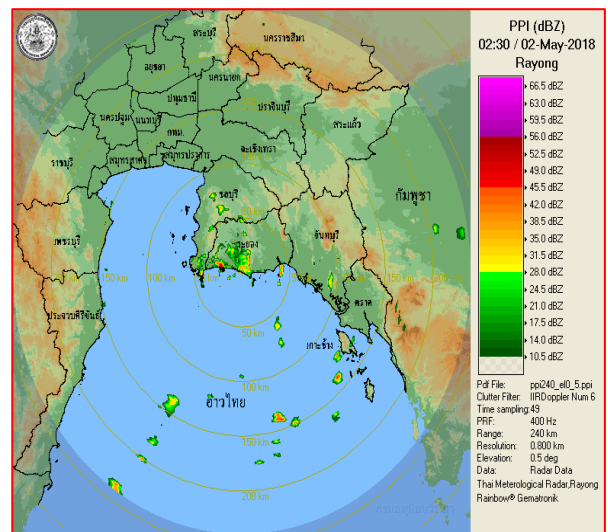 PPI (dBZ)
02:30 / 02-May-2018
Rayong
66.5 dBZ
63.0 dBZ
59.5 dBZ
56.0 dBZ
52.5 dBZ
49.0 dBZ
45.5 dBZ
42.0 dBZ
38.5 dBZ
35.0 dBZ
31.5 dBZ
28.0 dBZ
24.5 dBZ
21.0 dBZ
17.5 dBZ
14.0 dBZ
10.5 dBZ
Pdf File: ppi240_el0_5.ppi
Clutter Filter: IIRDoppler Num 6
Time sampling:49
PRF: 400 Hz
Range: 240 km
Resolution: 0.800 km
Elevation: 0.5 deg
Data: Radar Data
Thai Meterological Radar,Rayong
Rainbow® Gematronik
สระบุรี
นครราชสีมา
อยุธยา
นครนายก
ปทุมธานี
ปราจีนบุรี
นครปฐม
นนทบุรี
สระแก้ว
กทม.
ฉะเชิงเทรา
ราชบุรี
สมุทรสาคร
สมุทรปราการ
ชลบุรี
กัมพูชา
เพชรบุรี
ระยอง
จันทบุรี
150 km
100 km
ประจวบคีรีขันธ์
ตราด
50 km
เกาะช้าง
100 km
อ่าวไทย
150 km
200 km